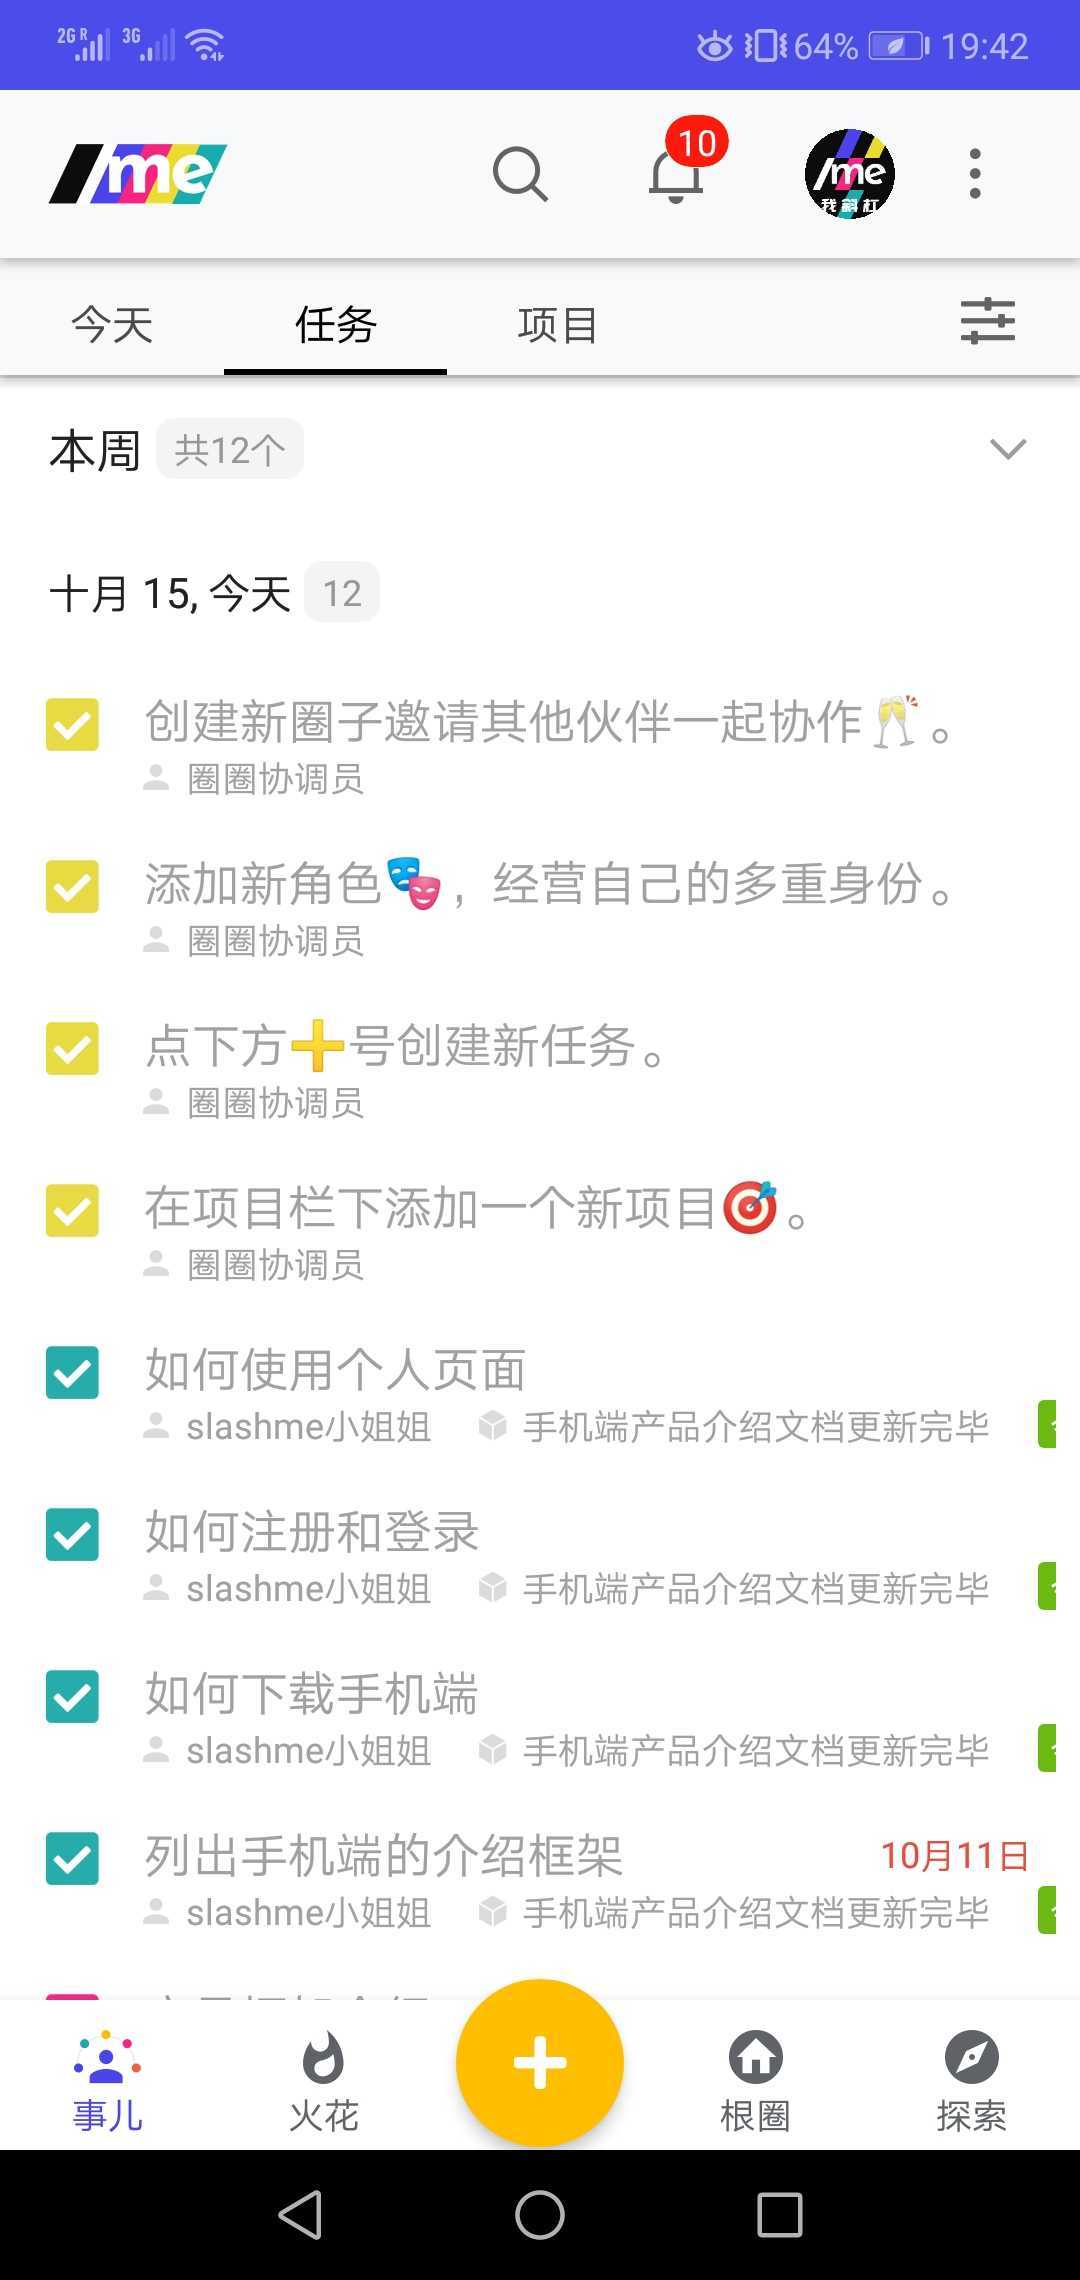 2G R 3G 64% 19:42
/me 10 /me 我斜杠
今天 任务 项目
本周 共12个
十月 15, 今天 12
创建新圈子邀请其他伙伴一起协作🥂。
圈圈协调员
添加新角色🎭，经营自己的多重身份。
圈圈协调员
点下方➕号创建新任务。
圈圈协调员
在项目栏下添加一个新项目🎯。
圈圈协调员
如何使用个人页面
slashme小姐姐 手机端产品介绍文档更新完毕
如何注册和登录
slashme小姐姐 手机端产品介绍文档更新完毕
如何下载手机端
slashme小姐姐 手机端产品介绍文档更新完毕
列出手机端的介绍框架 10月11日
slashme小姐姐 手机端产品介绍文档更新完毕
事儿 火花 根圈 探索